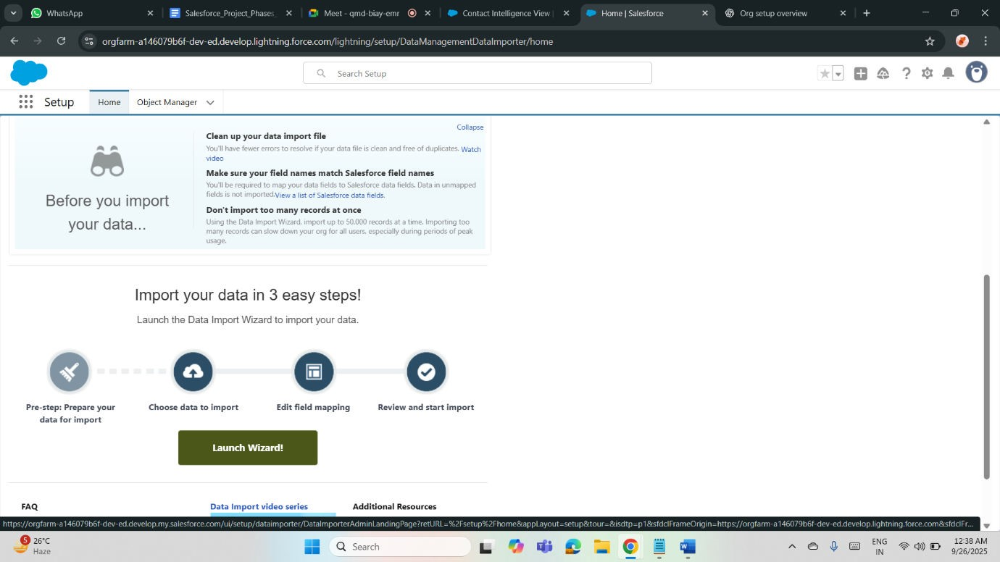 WhatsApp
Salesforce_Project_Phases_
Meet - qmd-biay-emr
Contact Intelligence View |
Home | Salesforce
Org setup overview
orgfarm-a146079b6f-dev-ed.develop.lightning.force.com/lightning/setup/DataManagementDataImporter/home
Search Setup
Setup
Home
Object Manager
Collapse
Clean up your data import file
You'll have fewer errors to resolve if your data file is clean and free of duplicates. Watch
video
Make sure your field names match Salesforce field names
You'll be required to map your data fields to Salesforce data fields. Data in unmapped
fields is not imported.View a list of Salesforce data fields.
Don't import too many records at once
Using the Data Import Wizard, import up to 50,000 records at a time. Importing too
many records can slow down your org for all users, especially during periods of peak
usage.
Before you import
your data...
Import your data in 3 easy steps!
Launch the Data Import Wizard to import your data.
Pre-step: Prepare your
data for import
Choose data to import
Edit field mapping
Review and start import
Launch Wizard!
FAQ
Data Import video series
Additional Resources
https://orgfarm-a146079b6f-dev-ed.develop.my.salesforce.com/ui/setup/dataimporter/DataImporterAdminLandingPage?retURL=%2Fsetup%2Fhome&appLayout=setup&tour=&isdtp=p1&sfdcIFrameOrigin=https://orgfarm-a146079b6f-dev-ed.develop.lightning.force.com&sfdcIFr...
5
26°C
Haze
Search
ENG
IN
12:38 AM
9/26/2025